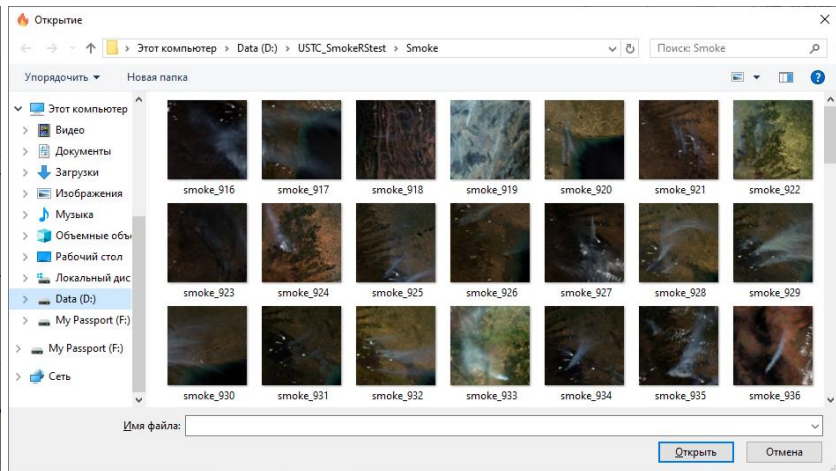 Открытие
Этот компьютер › Data (D:) › USTC_SmokeRStest › Smoke
Поиск: Smoke
Упорядочить
Новая папка
Этот компьютер
Видео
Документы
Загрузки
Изображения
Музыка
Объемные объ
Рабочий стол
Локальный дис
Data (D:)
My Passport (F:)
My Passport (F:)
Сеть
smoke_916 smoke_917 smoke_918 smoke_919 smoke_920 smoke_921 smoke_922
smoke_923 smoke_924 smoke_925 smoke_926 smoke_927 smoke_928 smoke_929
smoke_930 smoke_931 smoke_932 smoke_933 smoke_934 smoke_935 smoke_936
Имя файла:
Открыть
Отмена